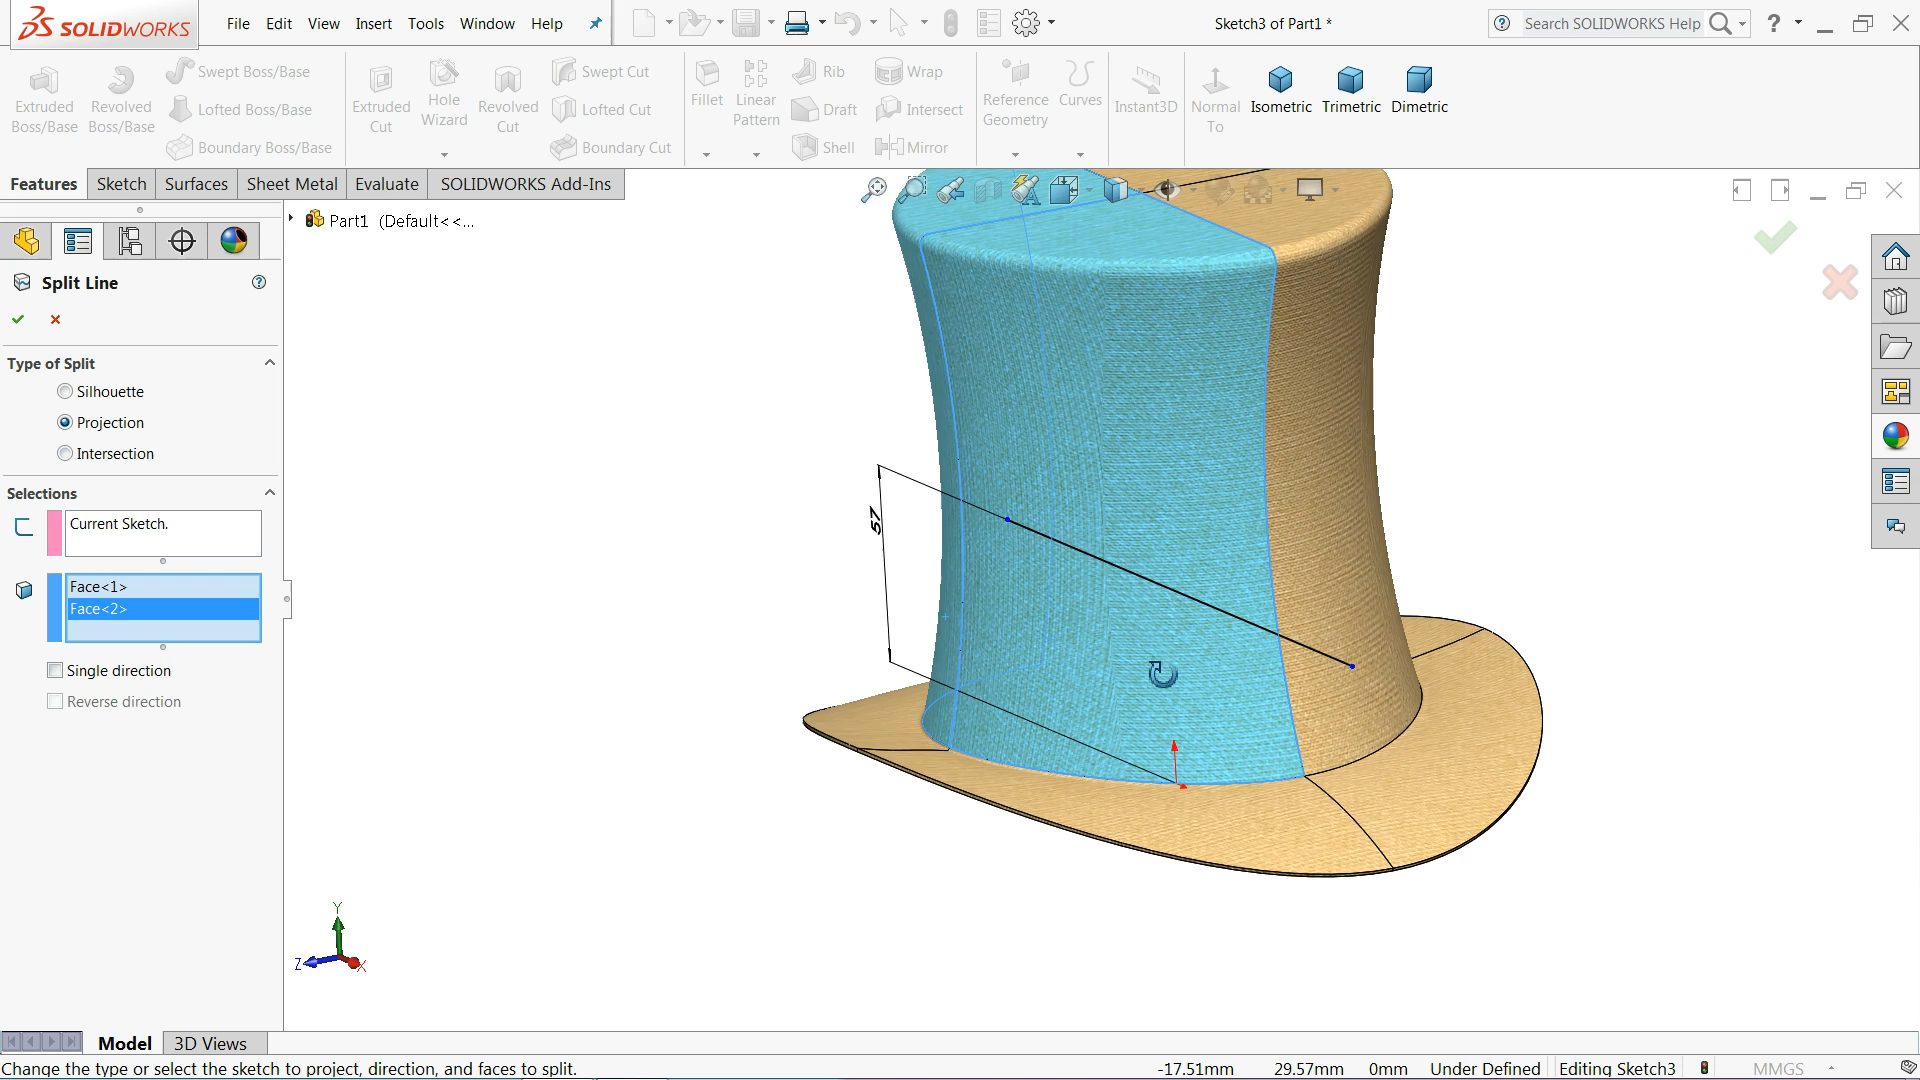 SOLIDWORKS File Edit View Insert Tools Window Help Sketch3 of Part1 * Search SOLIDWORKS Help ?
Extruded Boss/Base
Revolved Boss/Base
Swept Boss/Base
Lofted Boss/Base
Boundary Boss/Base
Extruded Cut
Hole Wizard
Revolved Cut
Swept Cut
Lofted Cut
Boundary Cut
Fillet
Linear Pattern
Rib
Draft
Shell
Wrap
Intersect
Mirror
Reference Geometry
Curves
Instant3D
Normal To
Isometric
Trimetric
Dimetric
Features Sketch Surfaces Sheet Metal Evaluate SOLIDWORKS Add-Ins
Part1 (Default<<...
Split Line
Type of Split
Silhouette
Projection
Intersection
Selections
Current Sketch.
Face<1>
Face<2>
Single direction
Reverse direction
57
Y
Z
X
Model 3D Views
Change the type or select the sketch to project, direction, and faces to split. -17.51mm 29.57mm 0mm Under Defined Editing Sketch3 MMGS